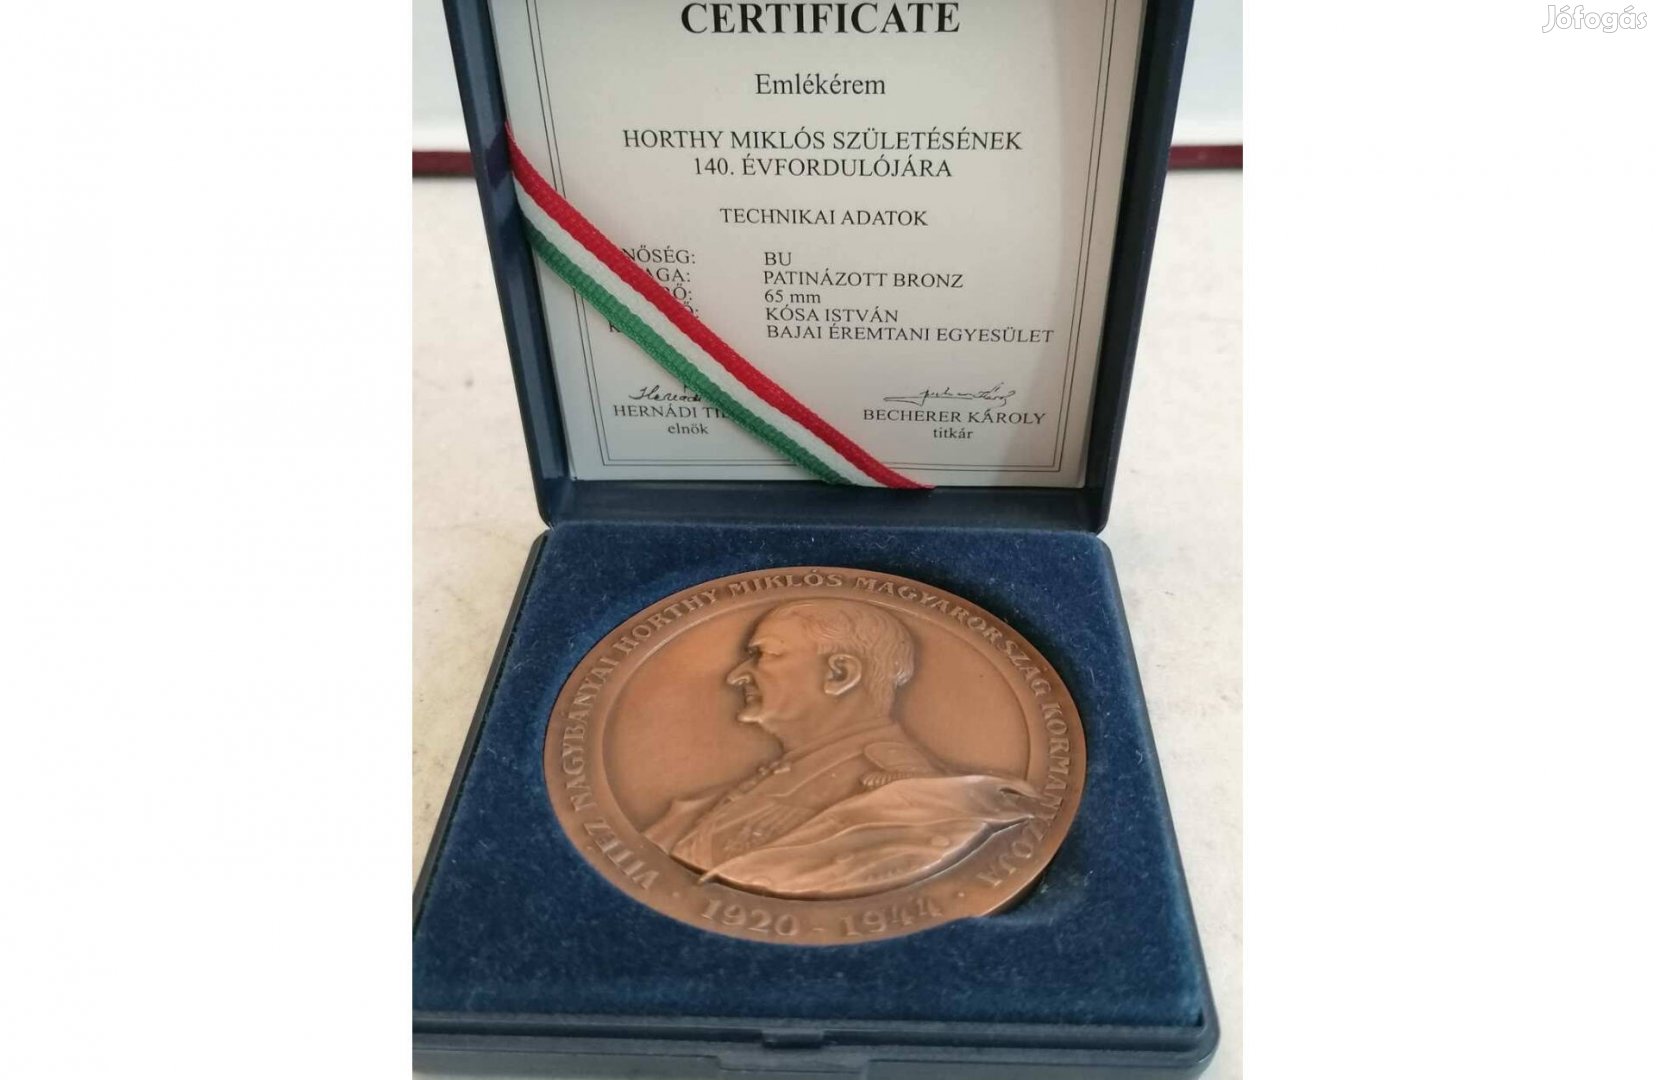 Jófogás
CERTIFICATE
Emlékérem
HORTHY MIKLÓS SZÜLETÉSÉNEK
140. ÉVFORDULÓJÁRA
TECHNIKAI ADATOK
BU
PATINÁZOTT BRONZ
65 mm
KÓSA ISTVÁN
BAJAI ÉREMTANI EGYESÜLET
HERNÁDI
BECHERER KÁROLY
elnök
titkár
VITÉZ NAGYBÁNYAI HORTHY MIKLÓS MAGYARORSZÁG KORMÁNYZÓJA
· 1920 - 1944 ·